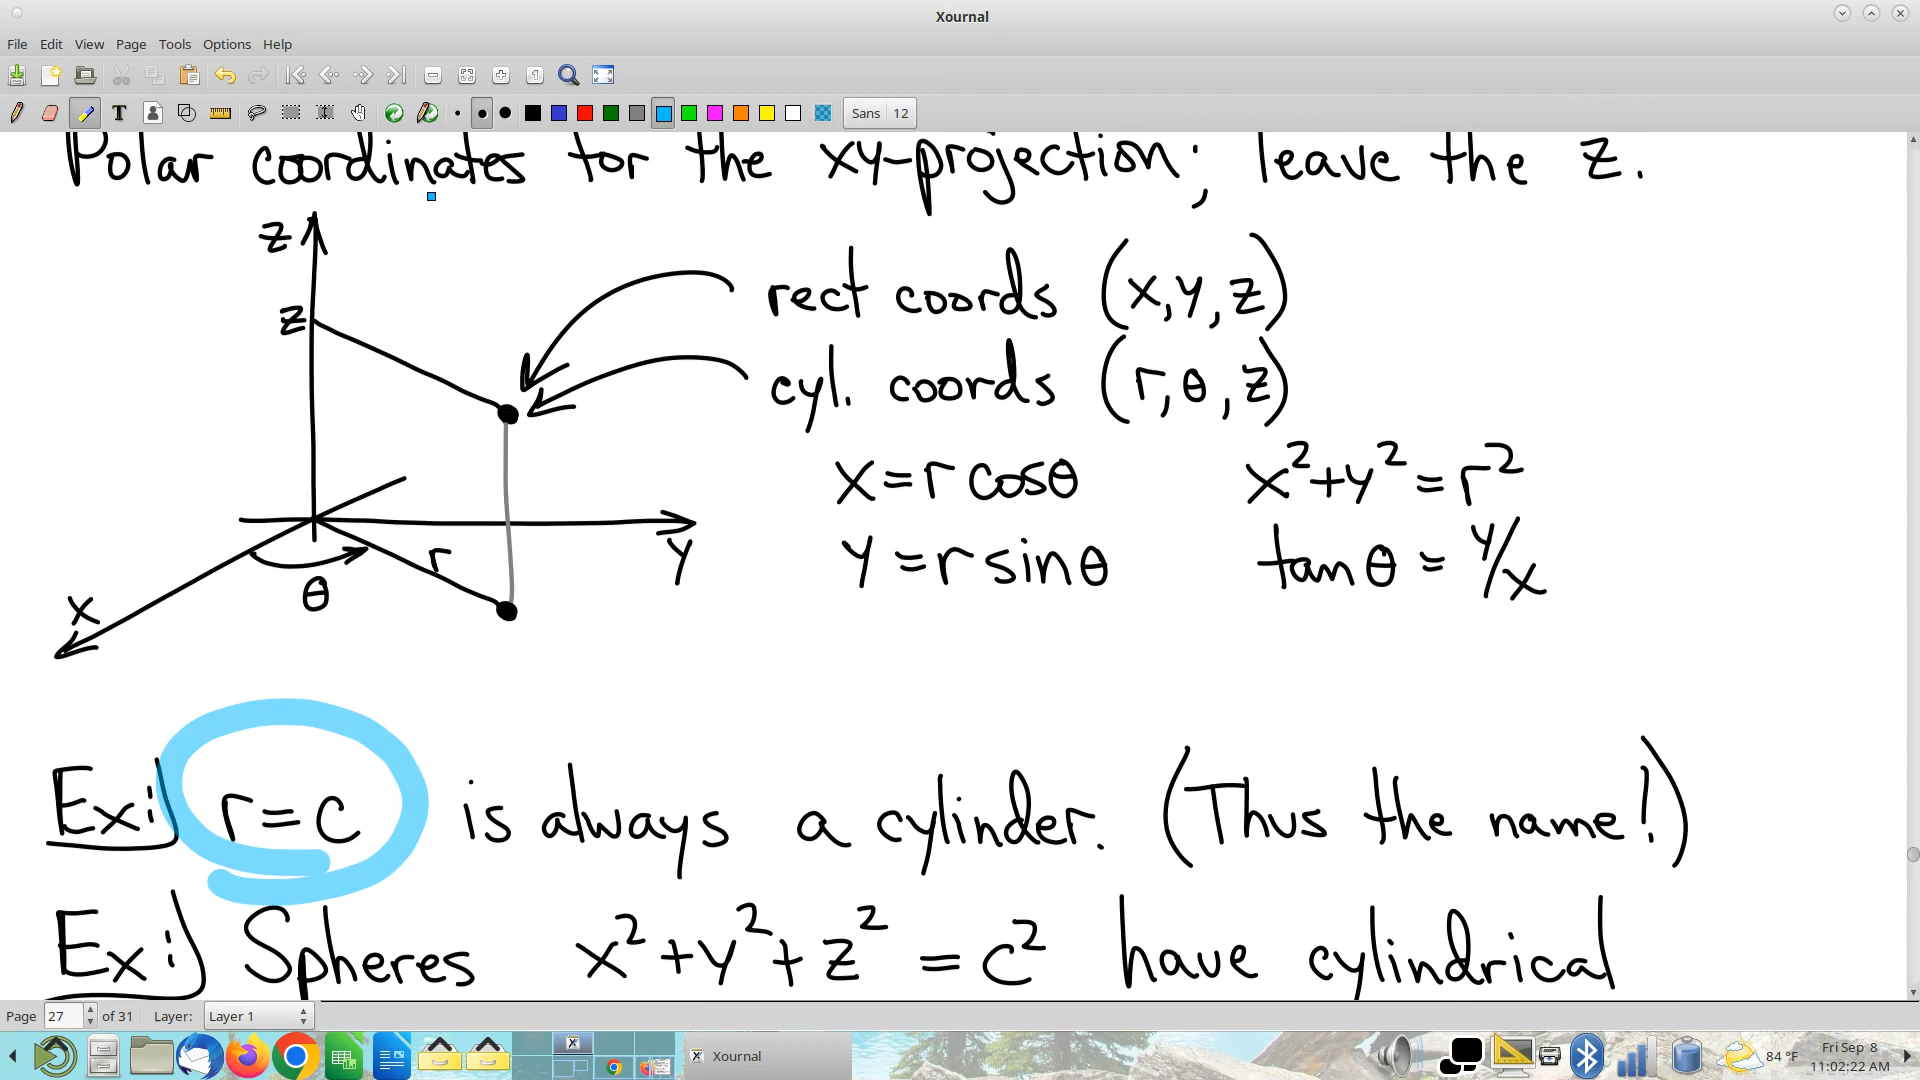 Xournal
File Edit View Page Tools Options Help
Sans 12
Polar coordinates for the xy-projection; leave the z.
z
z
rect coords (x,y,z)
cyl. coords (r,θ,z)
x=r cosθ x²+y²=r²
y=r sinθ tanθ=y/x
r
y
θ
x
Ex: r=c is always a cylinder. (Thus the name!)
Ex: Spheres x²+y²+z²=c² have cylindrical
Page 27 of 31 Layer: Layer 1
Xournal
84 °F
Fri Sep 8
11:02:22 AM